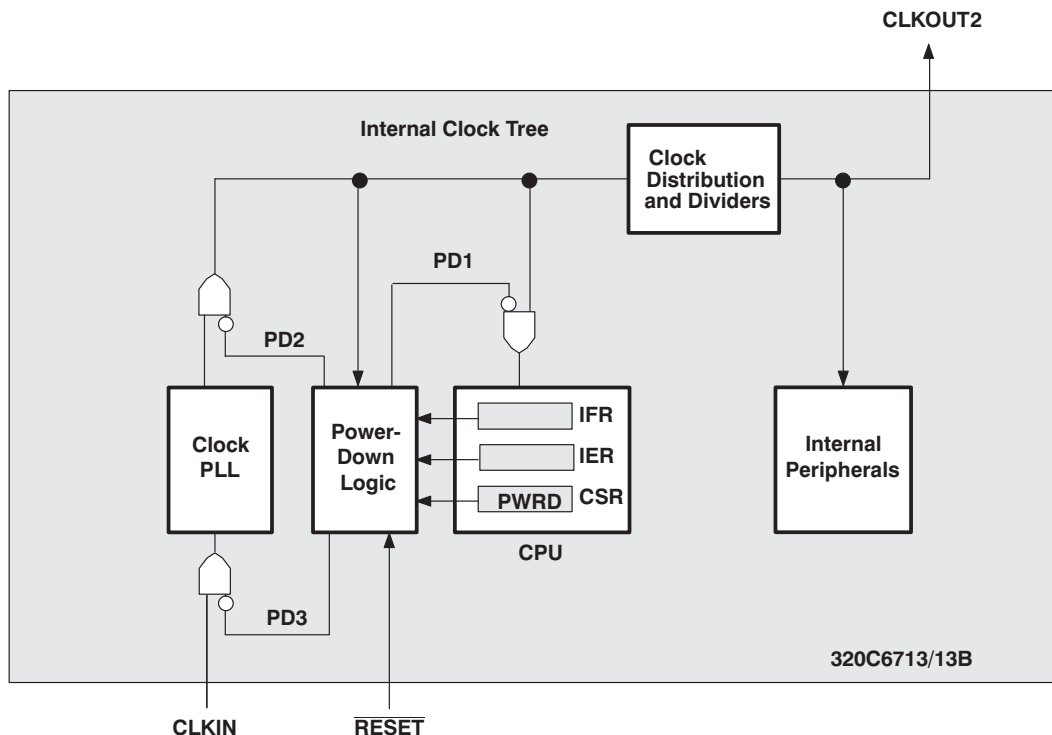 CLKOUT2
Internal Clock Tree
Clock
Distribution
and Dividers
PD1
PD2
Clock
PLL
Power-
Down
Logic
IFR
IER
PWRD CSR
CPU
Internal
Peripherals
PD3
320C6713/13B
CLKIN
RESET